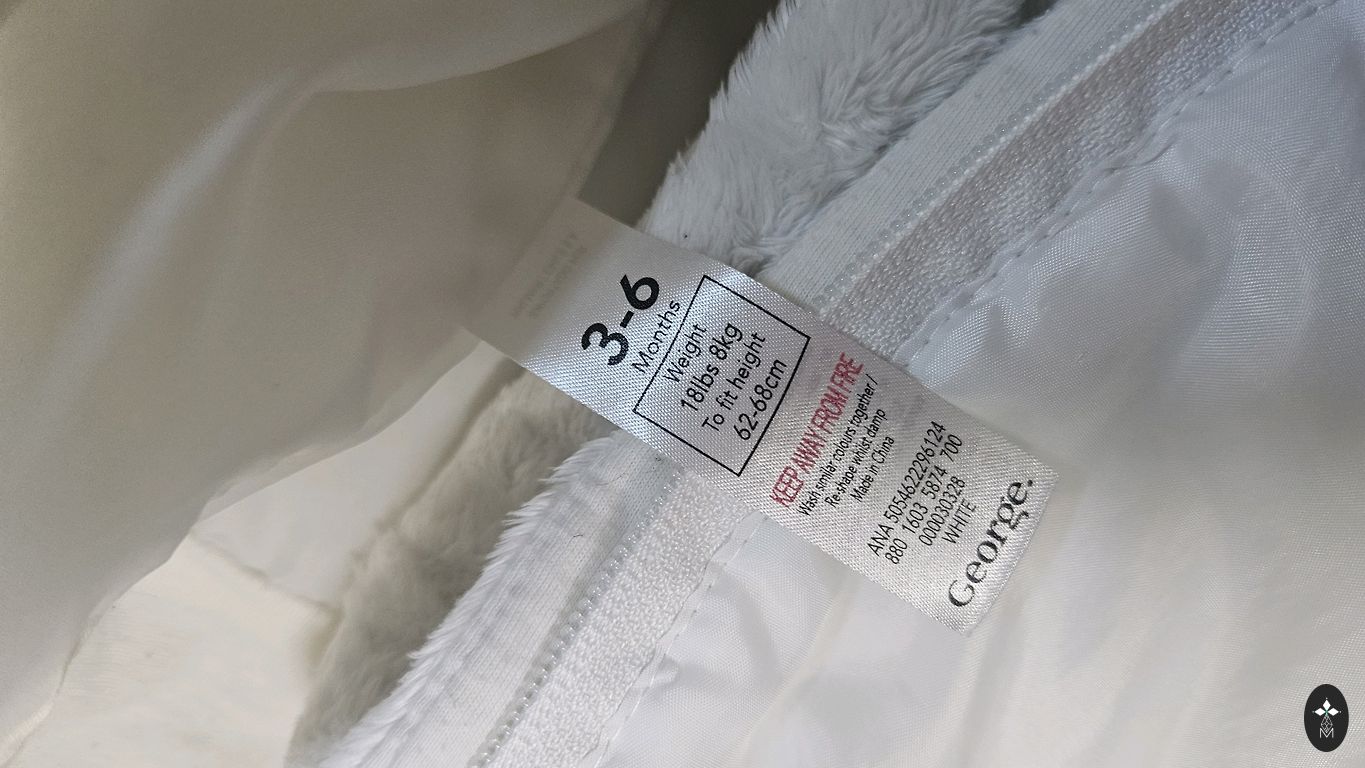 3-6
Months
Weight
18lbs 8kg
To fit height
62-68cm
KEEP AWAY FROM FIRE
Wash similar colours together /
Re-shape whilst damp
Made in China
ANA 5054622296124
880 1603 5874 700
000030328
WHITE
George.
M